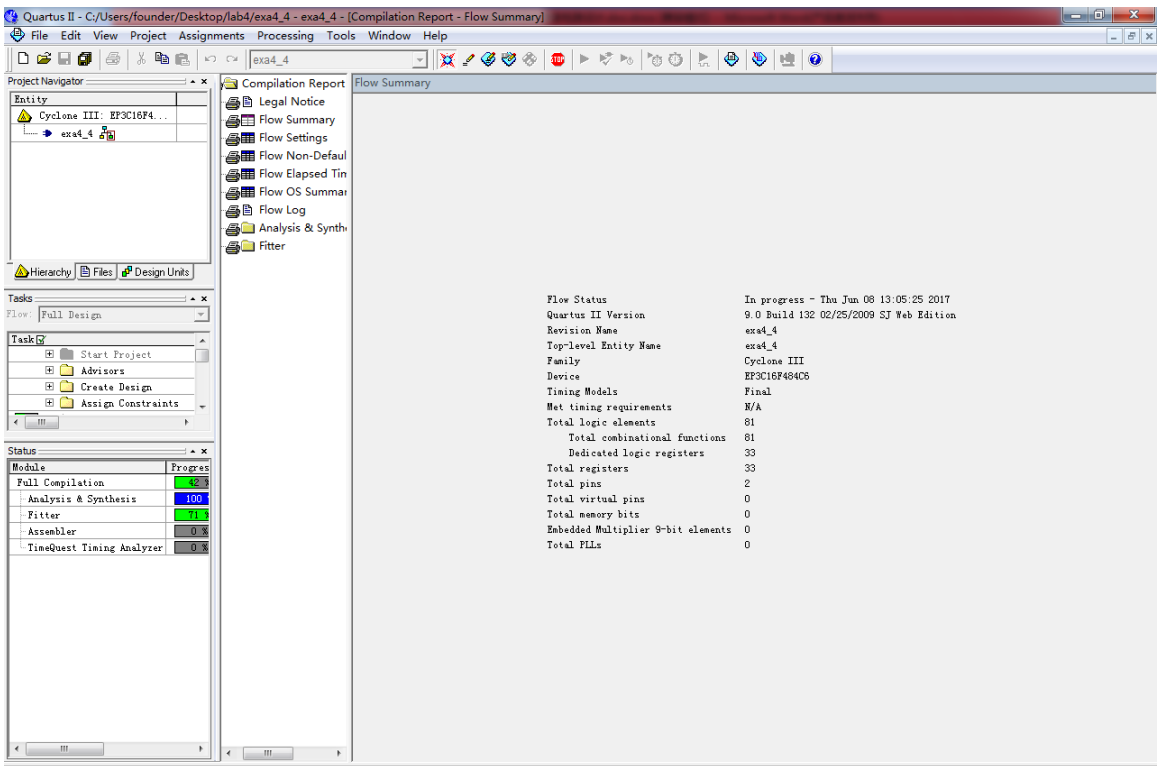 Quartus II - C:/Users/founder/Desktop/lab4/exa4_4 - exa4_4 - [Compilation Report - Flow Summary]
File Edit View Project Assignments Processing Tools Window Help
exa4_4
Project Navigator
Entity
Cyclone III: EP3C16F4...
exa4_4
Hierarchy Files Design Units
Tasks
Flow: Full Design
Task
Start Project
Advisors
Create Design
Assign Constraints
Status
Module Progres
Full Compilation 42 %
Analysis & Synthesis 100
Fitter 71 %
Assembler 0 %
TimeQuest Timing Analyzer 0 %
Compilation Report
Legal Notice
Flow Summary
Flow Settings
Flow Non-Defaul
Flow Elapsed Tim
Flow OS Summar
Flow Log
Analysis & Synth
Fitter
Flow Summary
Flow Status In progress - Thu Jun 08 13:05:25 2017
Quartus II Version 9.0 Build 132 02/25/2009 SJ Web Edition
Revision Name exa4_4
Top-level Entity Name exa4_4
Family Cyclone III
Device EP3C16F484C6
Timing Models Final
Met timing requirements N/A
Total logic elements 81
Total combinational functions 81
Dedicated logic registers 33
Total registers 33
Total pins 2
Total virtual pins 0
Total memory bits 0
Embedded Multiplier 9-bit elements 0
Total PLLs 0